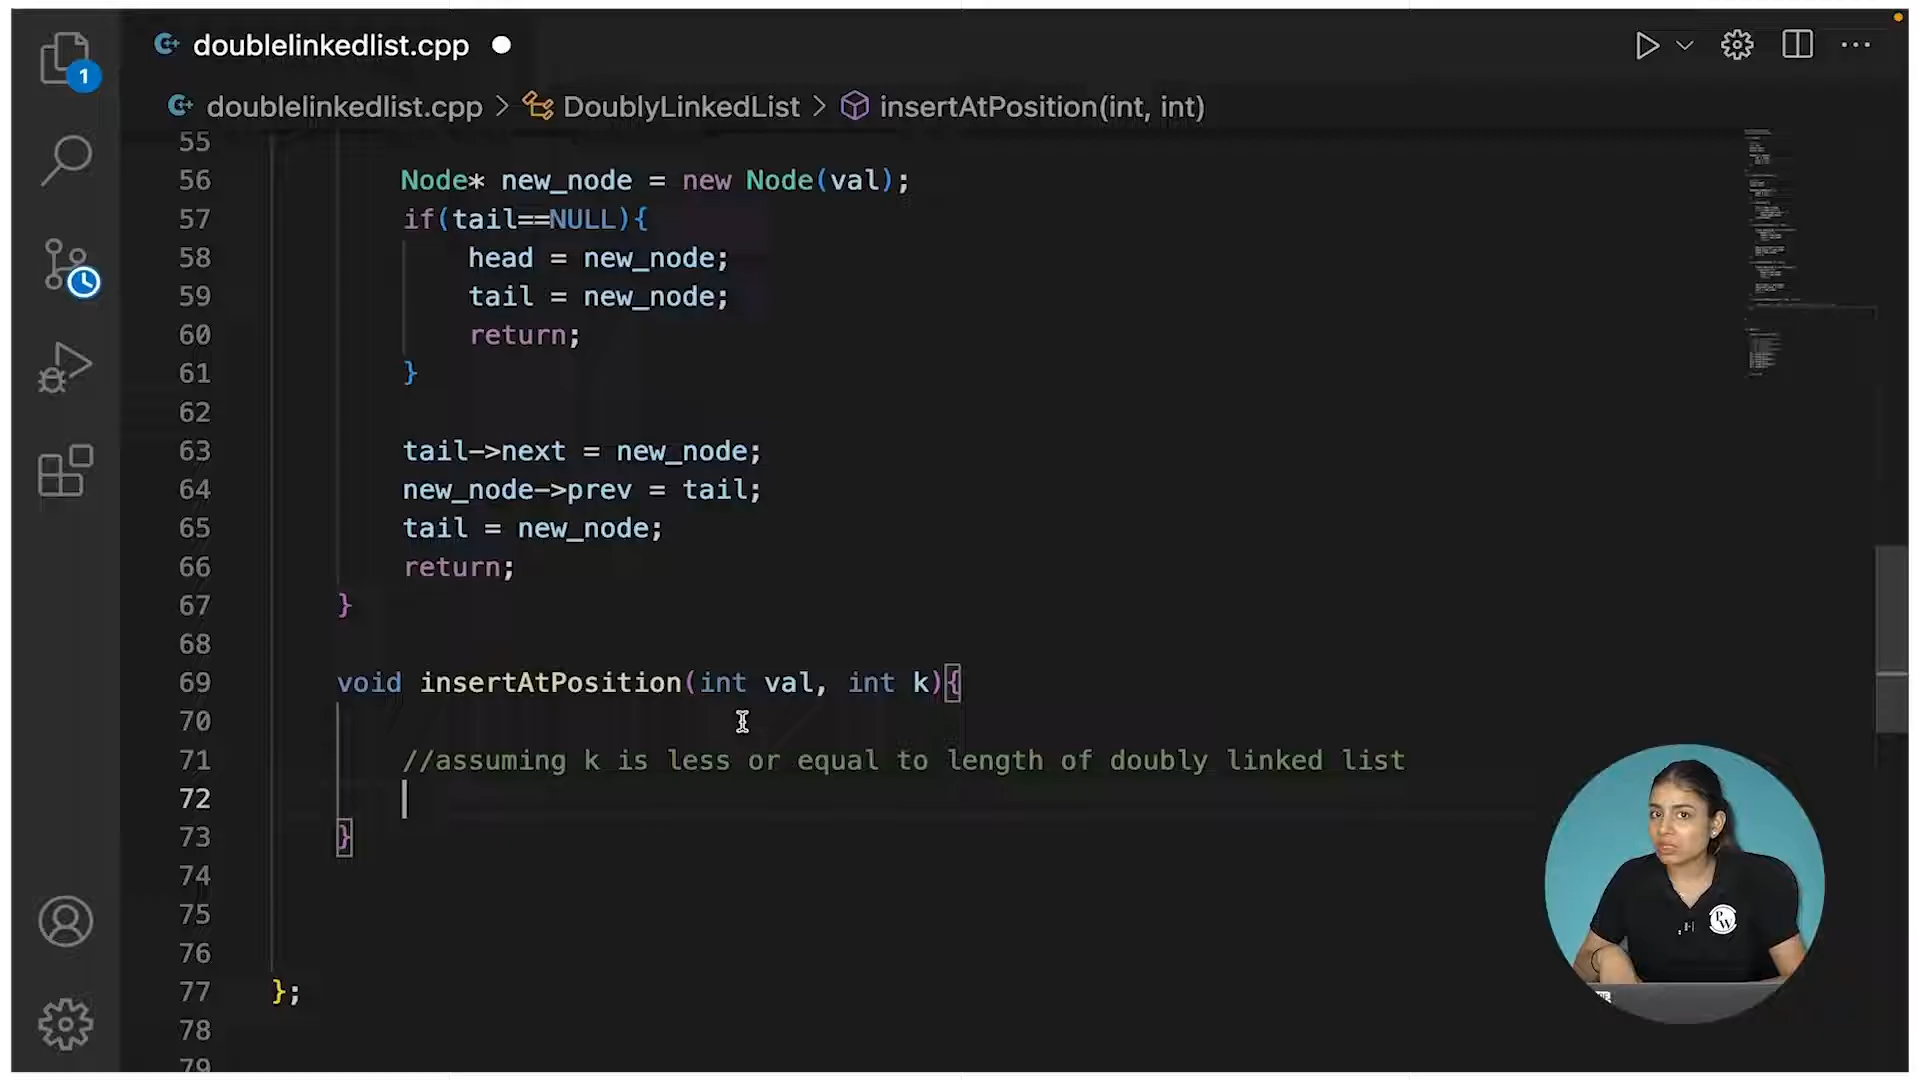 doublelinkedlist.cpp
1
doublelinkedlist.cpp > DoublyLinkedList > insertAtPosition(int, int)
55
56 Node* new_node = new Node(val);
57 if(tail==NULL){
58 head = new_node;
59 tail = new_node;
60 return;
61 }
62
63 tail->next = new_node;
64 new_node->prev = tail;
65 tail = new_node;
66 return;
67 }
68
69 void insertAtPosition(int val, int k){
70
71 //assuming k is less or equal to length of doubly linked list
72
73 }
74
75
76
77 };
78
79
PW